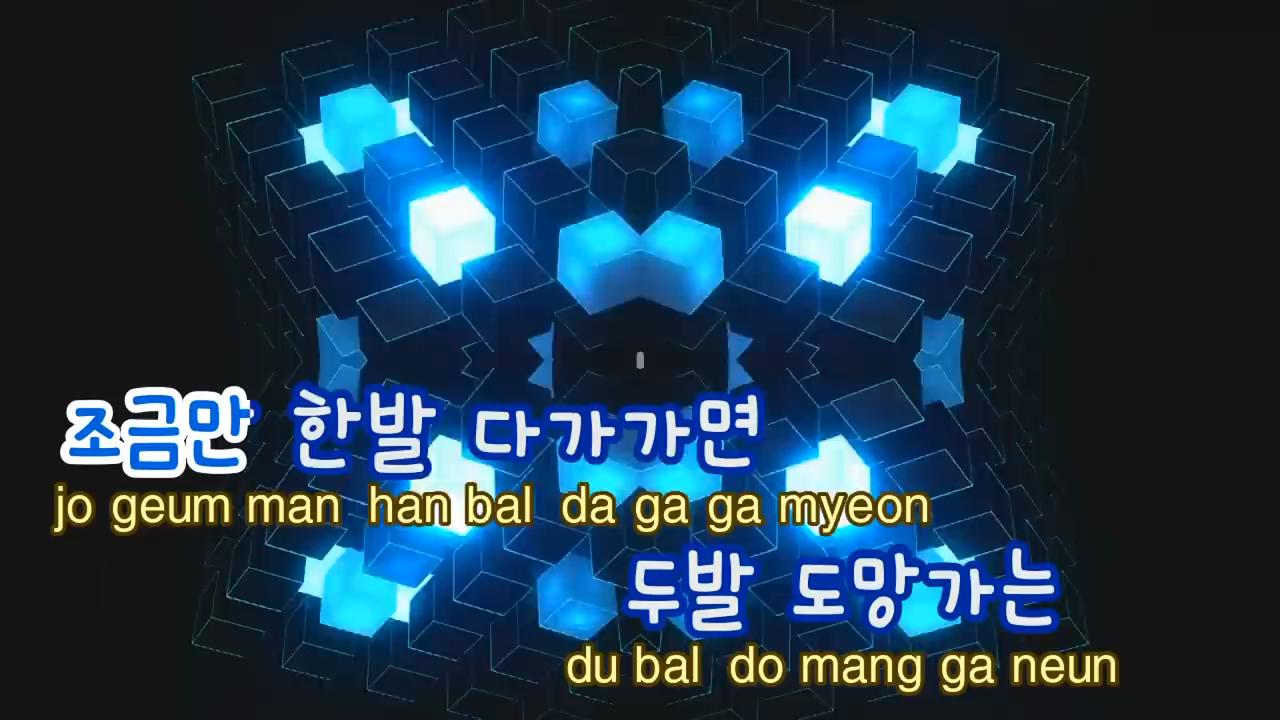 조금만 한발 다가가면
jo geum man han bal da ga ga myeon
두발 도망가는
du bal do mang ga neun